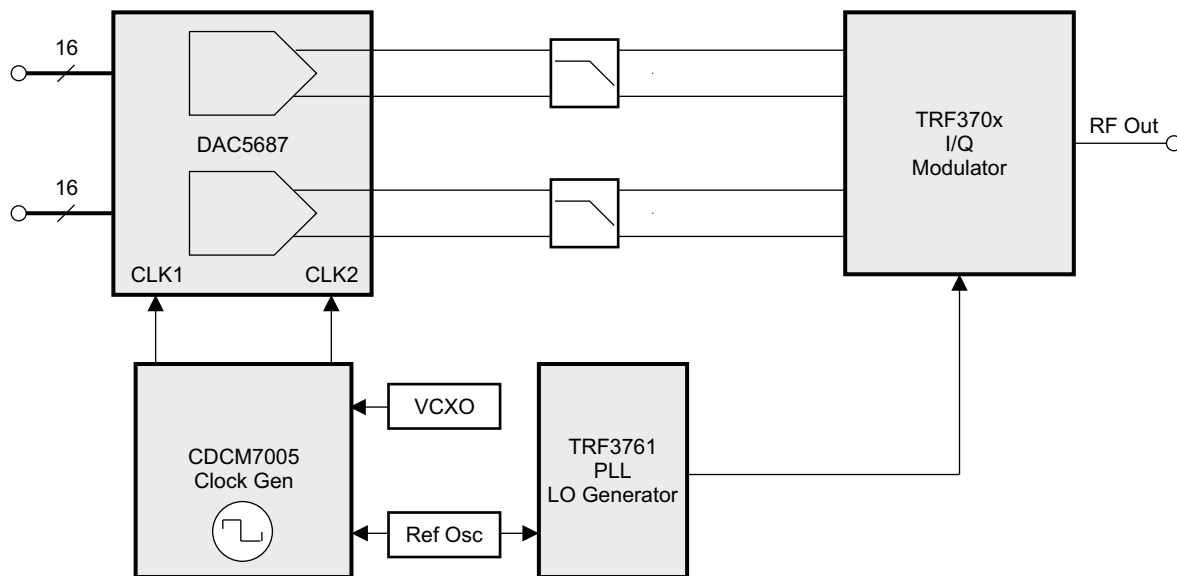 16
DAC5687
16
CLK1
CLK2
TRF370x
I/Q
Modulator
RF Out
CDCM7005
Clock Gen
VCXO
Ref Osc
TRF3761
PLL
LO Generator